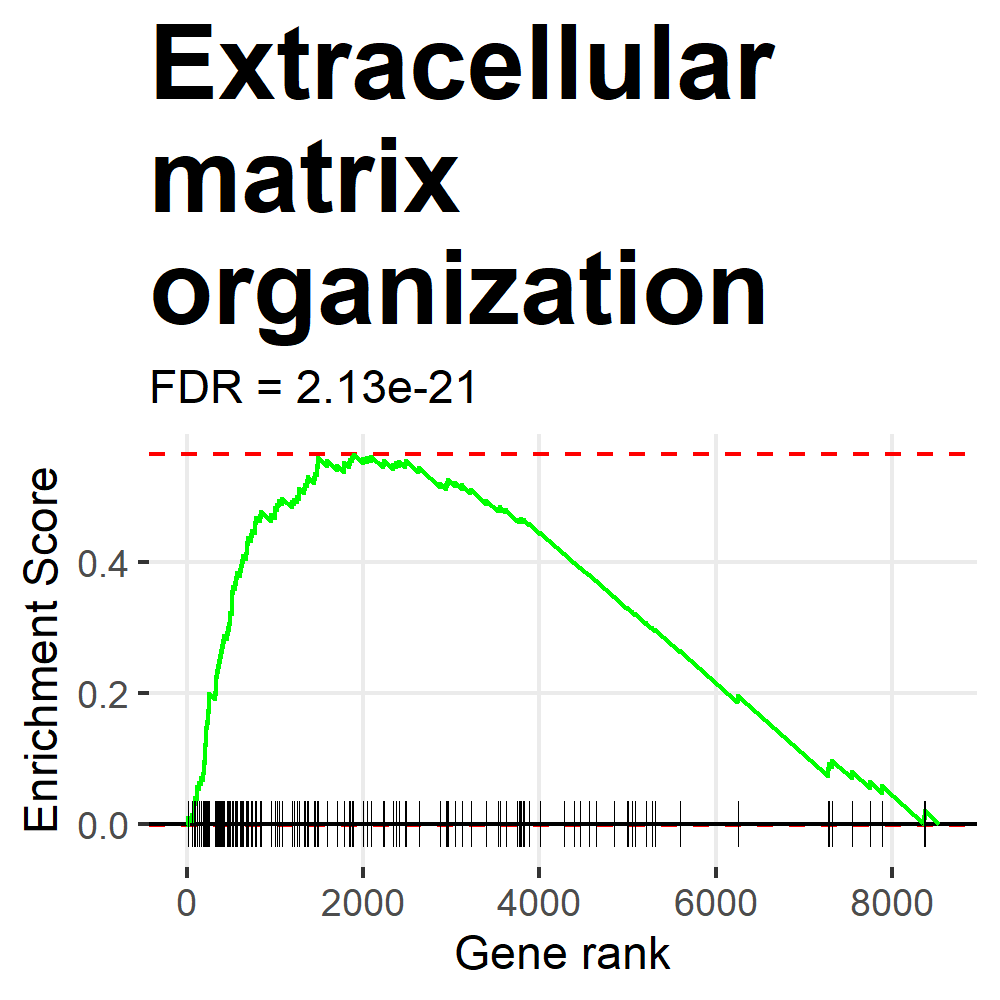 Extracellular
matrix
organization
FDR = 2.13e-21
Enrichment Score
0.4
0.2
0.0
0 2000 4000 6000 8000
Gene rank